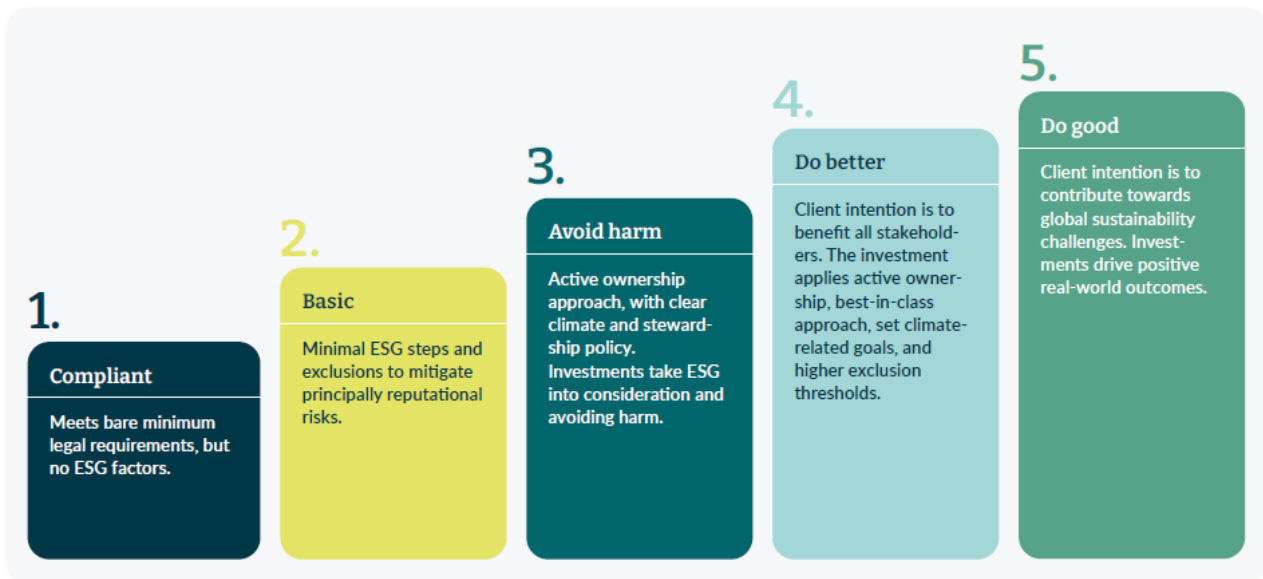 1.
Compliant
Meets bare minimum
legal requirements, but
no ESG factors.
2.
Basic
Minimal ESG steps and
exclusions to mitigate
principally reputational
risks.
3.
Avoid harm
Active ownership
approach, with clear
climate and steward-
ship policy.
Investments take ESG
into consideration and
avoiding harm.
4.
Do better
Client intention is to
benefit all stakehold-
ers. The investment
applies active owner-
ship, best-in-class
approach, set climate-
related goals, and
higher exclusion
thresholds.
5.
Do good
Client intention is to
contribute towards
global sustainability
challenges. Invest-
ments drive positive
real-world outcomes.